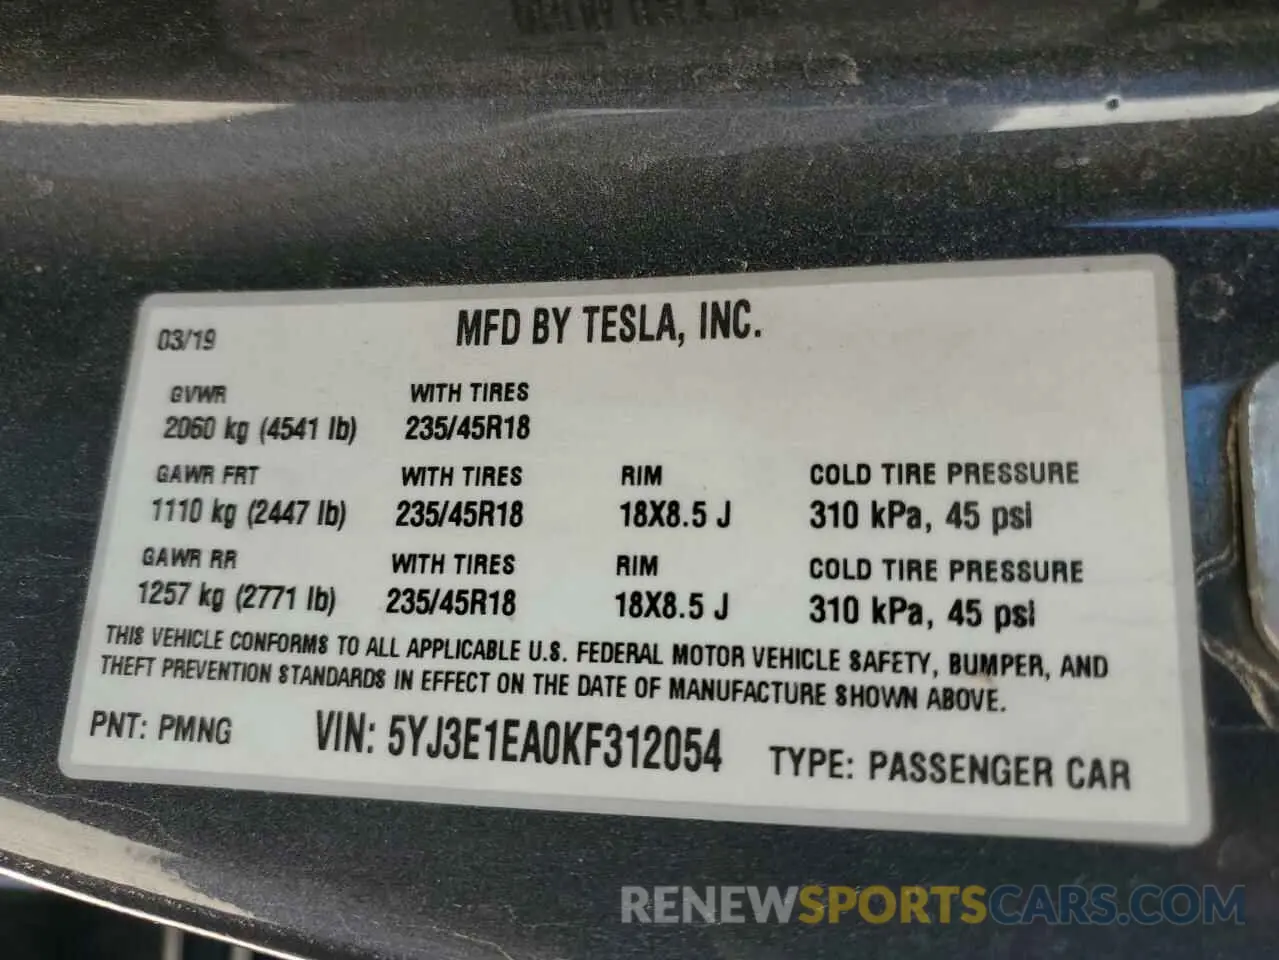 03/19 MFD BY TESLA, INC.
GVWR WITH TIRES
2060 kg (4541 lb) 235/45R18
GAWR FRT WITH TIRES RIM COLD TIRE PRESSURE
1110 kg (2447 lb) 235/45R18 18X8.5 J 310 kPa, 45 psi
GAWR RR WITH TIRES RIM COLD TIRE PRESSURE
1257 kg (2771 lb) 235/45R18 18X8.5 J 310 kPa, 45 psi
THIS VEHICLE CONFORMS TO ALL APPLICABLE U.S. FEDERAL MOTOR VEHICLE SAFETY, BUMPER, AND
THEFT PREVENTION STANDARDS IN EFFECT ON THE DATE OF MANUFACTURE SHOWN ABOVE.
PNT: PMNG VIN: 5YJ3E1EA0KF312054 TYPE: PASSENGER CAR
RENEWSPORTSCARS.COM